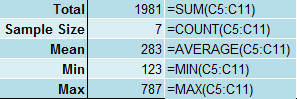 Total 1981 =SUM(C5:C11)
Sample Size 7 =COUNT(C5:C11)
Mean 283 =AVERAGE(C5:C11)
Min 123 =MIN(C5:C11)
Max 787 =MAX(C5:C11)